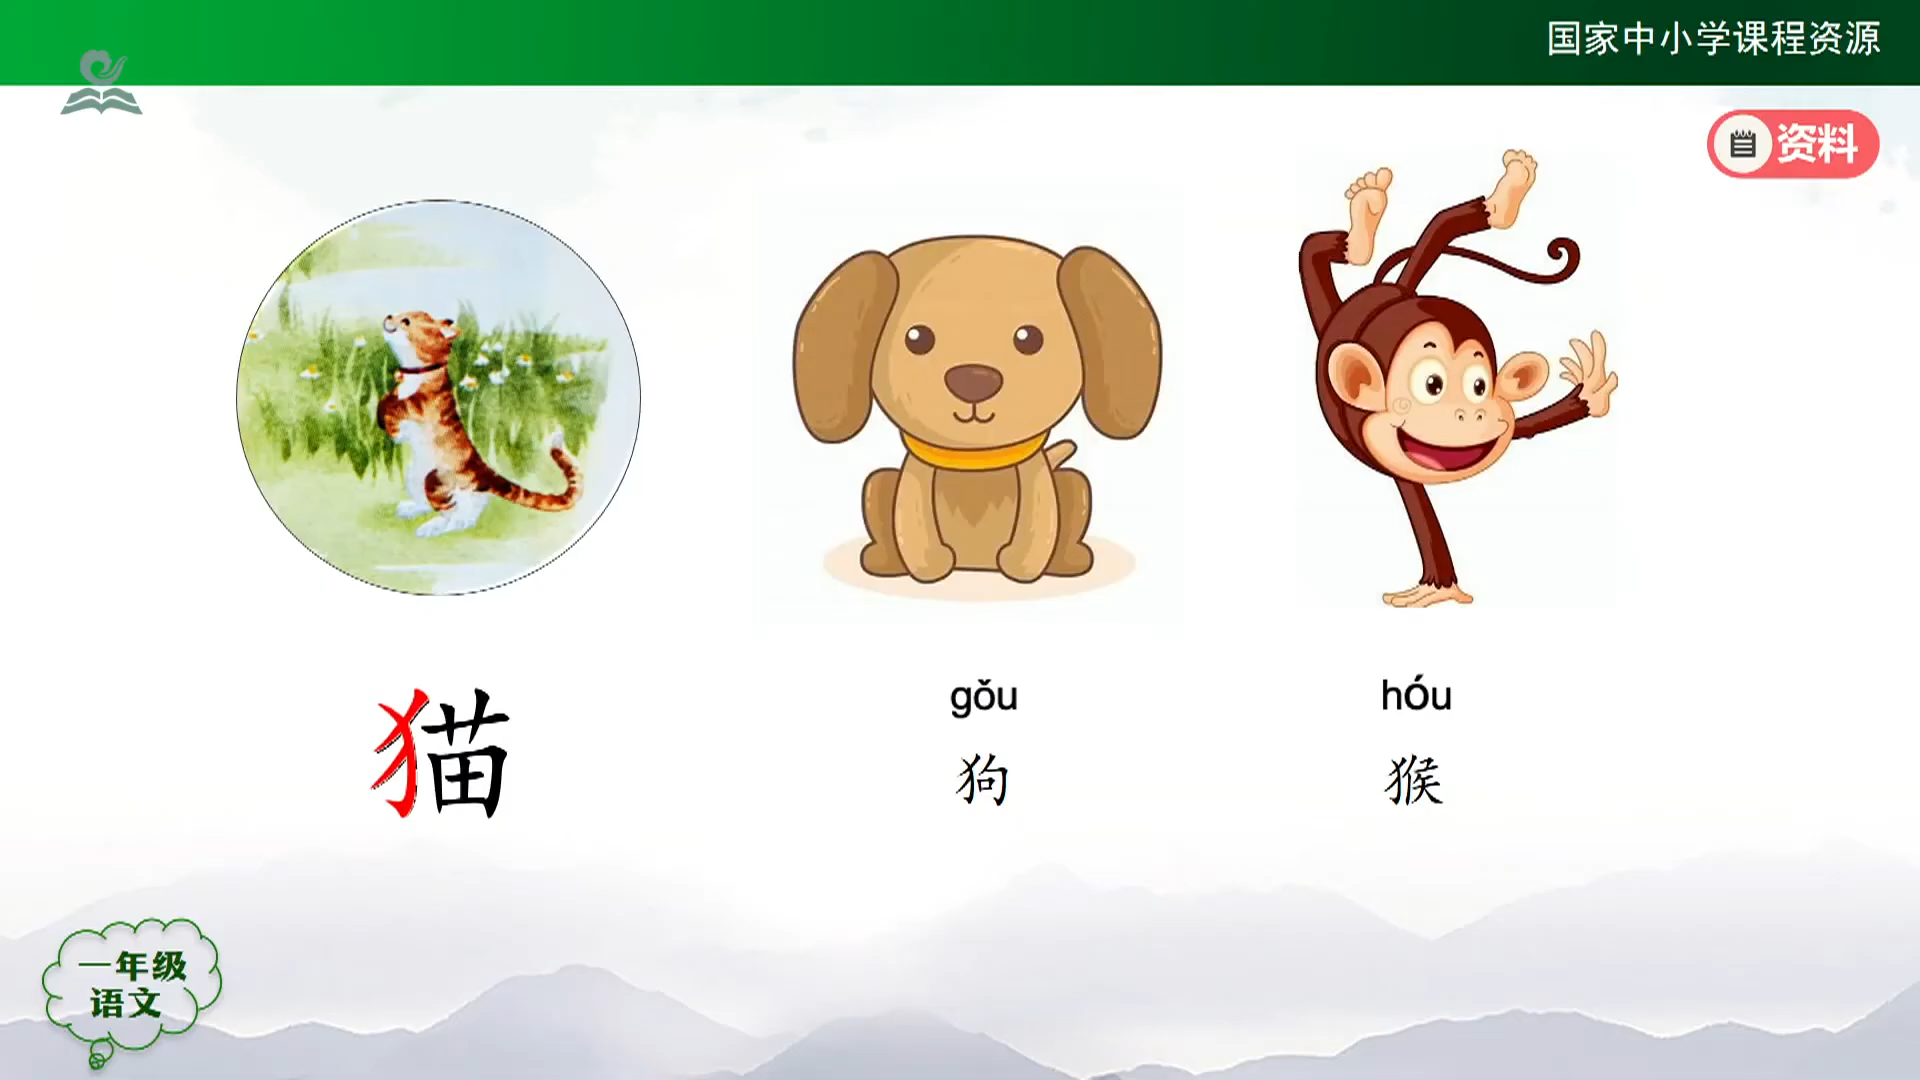 国家中小学课程资源
资料
gǒu
hóu
猫
狗
猴
一年级
语文